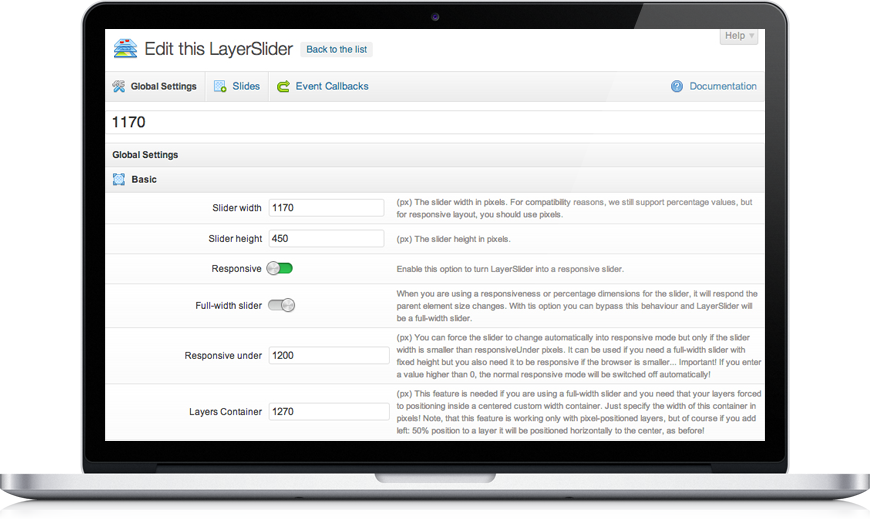 Help
Edit this LayerSlider Back to the list
Global Settings Slides Event Callbacks Documentation
1170
Global Settings
Basic
Slider width 1170 (px) The slider width in pixels. For compatibility reasons, we still support percentage values, but
for responsive layout, you should use pixels.
Slider height 450 (px) The slider height in pixels.
Responsive Enable this option to turn LayerSlider into a responsive slider.
When you are using a responsiveness or percentage dimensions for the slider, it will respond the
Full-width slider parent element size changes. With tis option you can bypass this behaviour and LayerSlider will
be a full-width slider.
(px) You can force the slider to change automatically into responsive mode but only if the slider
Responsive under 1200 width is smaller than responsiveUnder pixels. It can be used if you need a full-width slider with
fixed height but you also need it to be responsive if the browser is smaller... Important! If you enter
a value higher than 0, the normal responsive mode will be switched off automatically!
(px) This feature is needed if you are using a full-width slider and you need that your layers forced
Layers Container 1270 to positioning inside a centered custom width container. Just specify the width of this container in
pixels! Note, that this feature is working only with pixel-positioned layers, but of course if you add
left: 50% position to a layer it will be positioned horizontally to the center, as before!